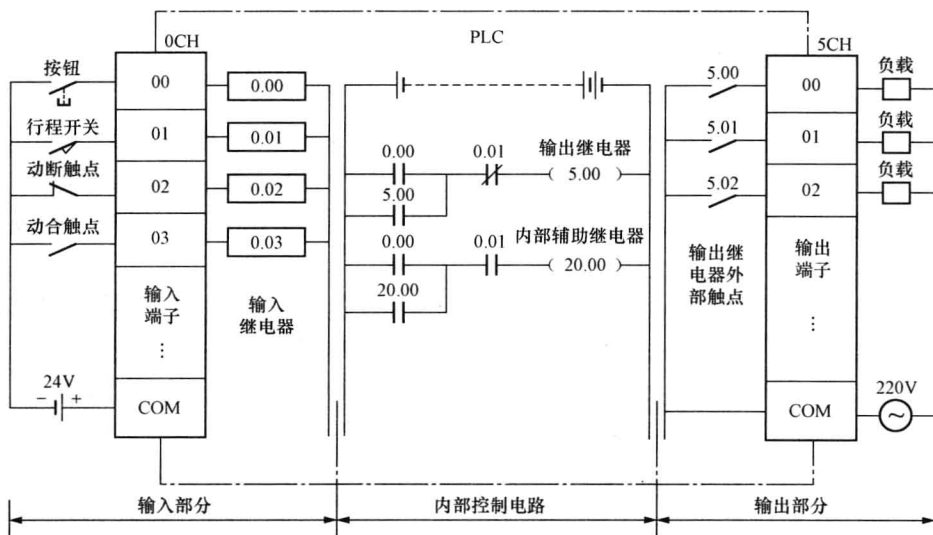 PLC
0CH
5CH
按钮
00
0.00
行程开关
01
0.01
动断触点
02
0.02
动合触点
03
0.03
输入
端子
⋮
输入
继电器
24V
− +
COM
0.00
0.01
输出继电器
5.00
5.00
0.00
0.01
内部辅助继电器
20.00
20.00
5.00
00
负载
5.01
01
负载
5.02
02
负载
输出继
电器外
部触点
输出
端子
⋮
COM
220V
输入部分
内部控制电路
输出部分